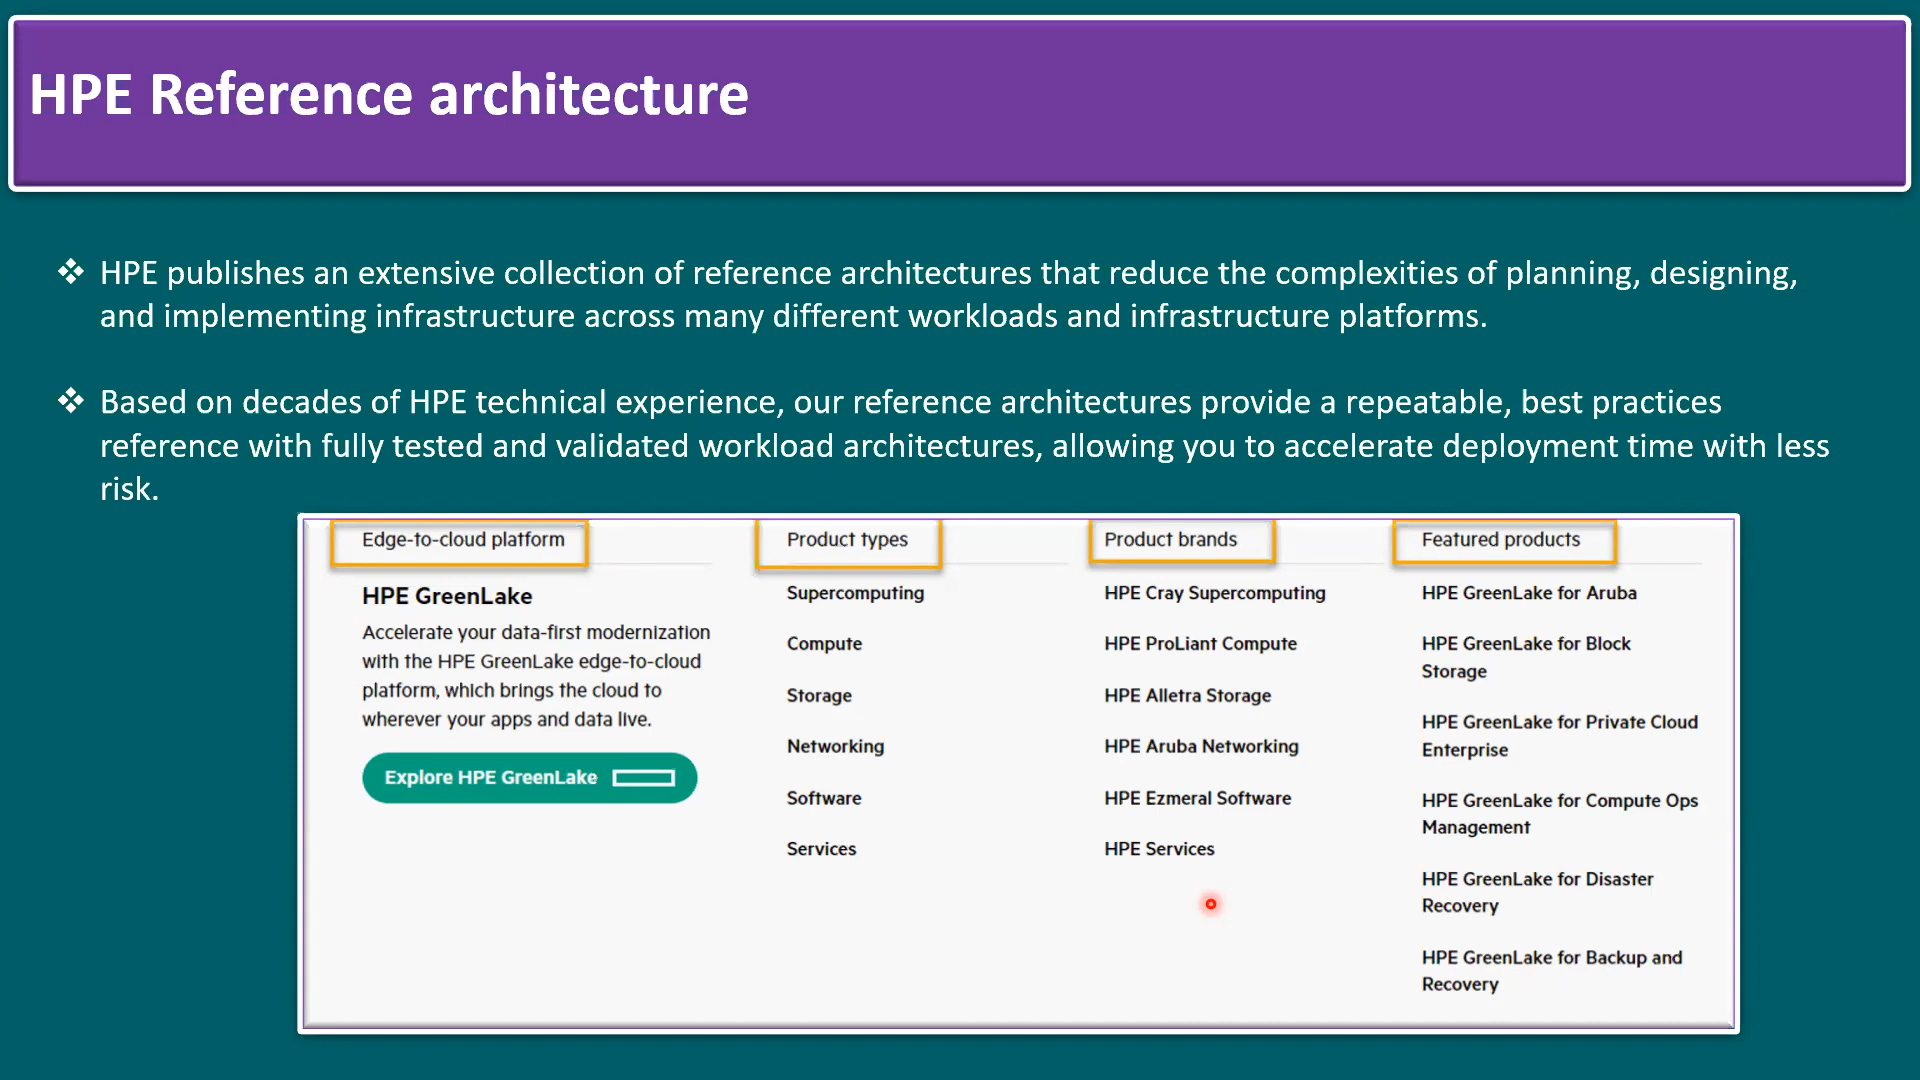 HPE Reference architecture
❖ HPE publishes an extensive collection of reference architectures that reduce the complexities of planning, designing,
and implementing infrastructure across many different workloads and infrastructure platforms.
❖ Based on decades of HPE technical experience, our reference architectures provide a repeatable, best practices
reference with fully tested and validated workload architectures, allowing you to accelerate deployment time with less
risk.
Edge-to-cloud platform
HPE GreenLake
Accelerate your data-first modernization
with the HPE GreenLake edge-to-cloud
platform, which brings the cloud to
wherever your apps and data live.
Explore HPE GreenLake
Product types
Supercomputing
Compute
Storage
Networking
Software
Services
Product brands
HPE Cray Supercomputing
HPE ProLiant Compute
HPE Alletra Storage
HPE Aruba Networking
HPE Ezmeral Software
HPE Services
Featured products
HPE GreenLake for Aruba
HPE GreenLake for Block
Storage
HPE GreenLake for Private Cloud
Enterprise
HPE GreenLake for Compute Ops
Management
HPE GreenLake for Disaster
Recovery
HPE GreenLake for Backup and
Recovery